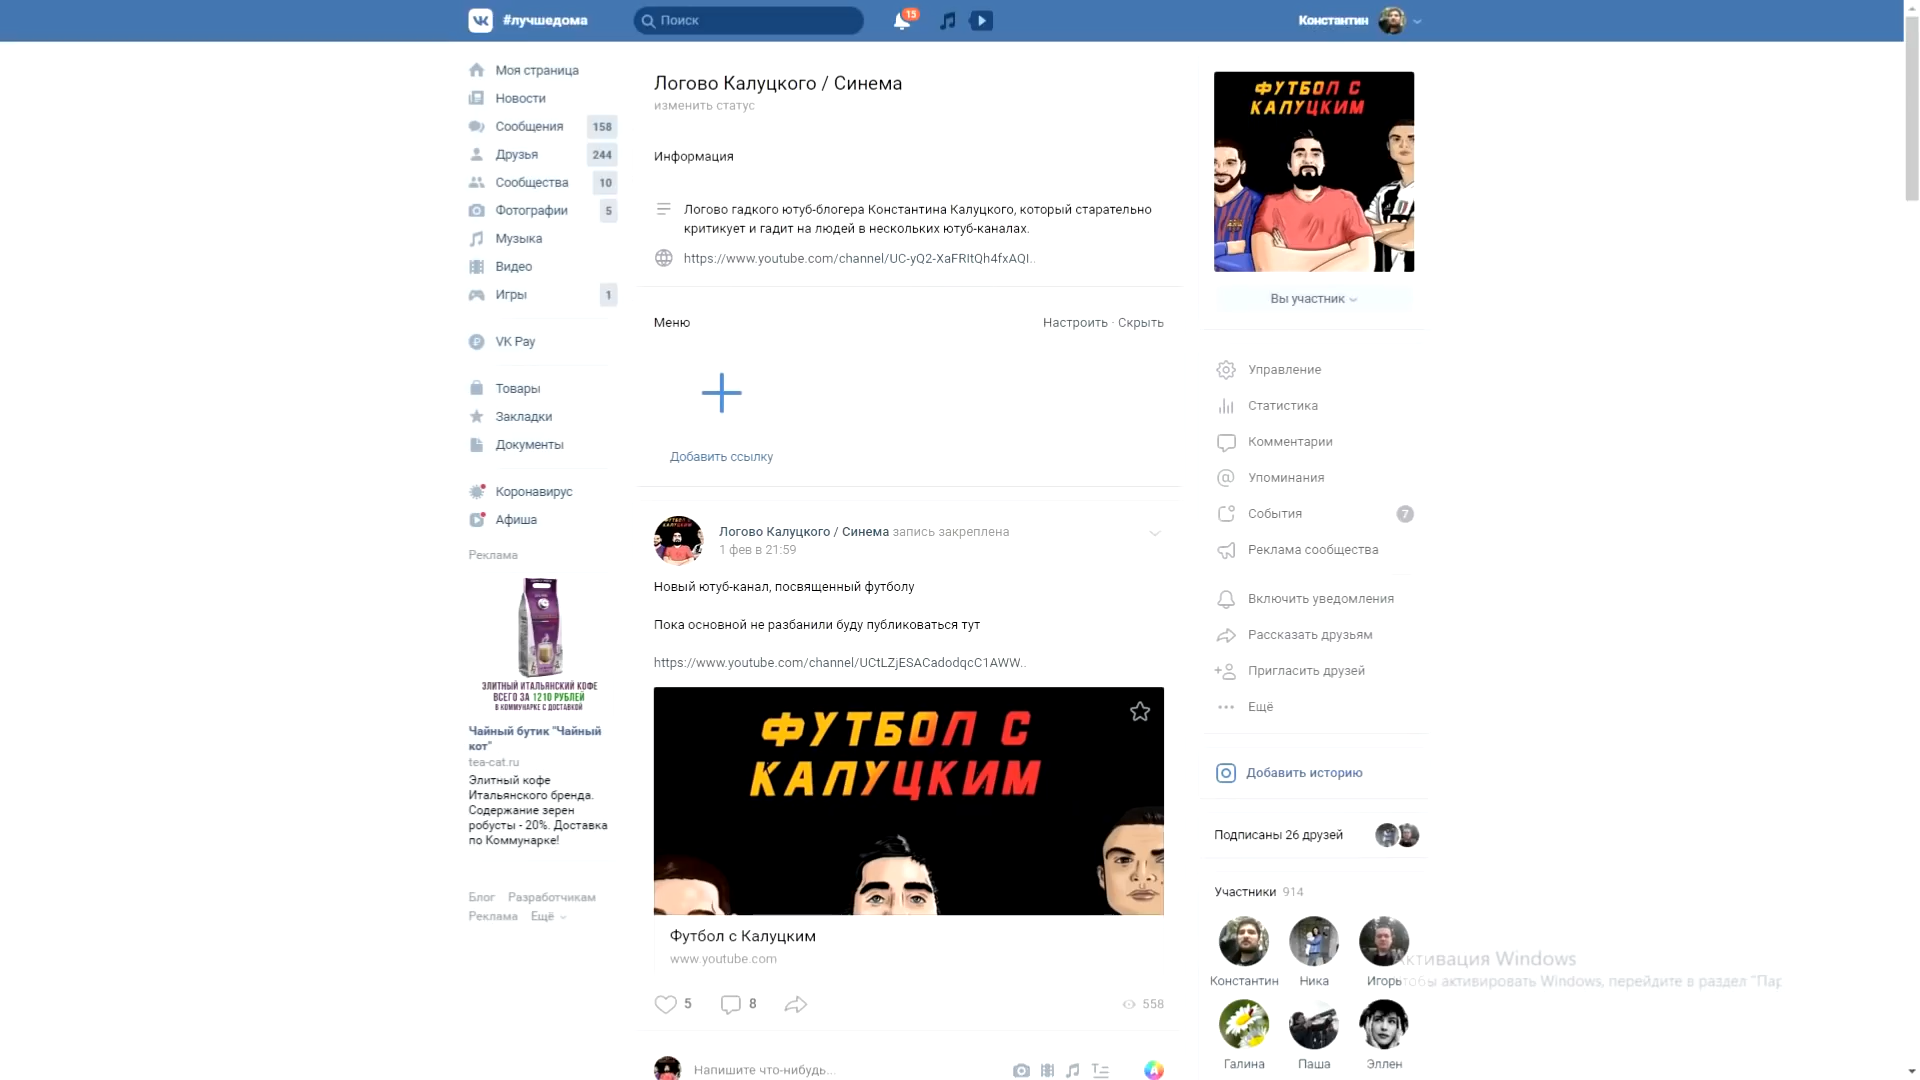 #лучшедома
Поиск
15
Константин
Моя страница
Новости
Сообщения 158
Друзья 244
Сообщества 10
Фотографии 5
Музыка
Видео
Игры 1
VK Pay
Товары
Закладки
Документы
Коронавирус
Афиша
Реклама
ЭЛИТНЫЙ ИТАЛЬЯНСКИЙ КОФЕ
ВСЕГО ЗА 1210 РУБЛЕЙ
В КОММУНАРКЕ С ДОСТАВКОЙ
Чайный бутик "Чайный
кот"
tea-cat.ru
Элитный кофе
Итальянского бренда.
Содержание зерен
робусты - 20%. Доставка
по Коммунарке!
Блог Разработчикам
Реклама Ещё
Логово Калуцкого / Синема
изменить статус
Информация
Логово гадкого ютуб-блогера Константина Калуцкого, который старательно
критикует и гадит на людей в нескольких ютуб-каналах.
https://www.youtube.com/channel/UC-yQ2-XaFRItQh4fxAQI..
Меню
Настроить · Скрыть
Добавить ссылку
Логово Калуцкого / Синема запись закреплена
1 фев в 21:59
Новый ютуб-канал, посвященный футболу
Пока основной не разбанили буду публиковаться тут
https://www.youtube.com/channel/UCtLZjESACadodqcC1AWW..
ФУТБОЛ С
КАЛУЦКИМ
Футбол с Калуцким
www.youtube.com
5 8 558
Напишите что-нибудь...
ФУТБОЛ С
КАЛУЦКИМ
Вы участник
Управление
Статистика
Комментарии
Упоминания
События 7
Реклама сообщества
Включить уведомления
Рассказать друзьям
Пригласить друзей
Ещё
Добавить историю
Подписаны 26 друзей
Участники 914
Константин Ника Игорь
Галина Паша Эллен
Активация Windows
чтобы активировать Windows, перейдите в раздел "Пар